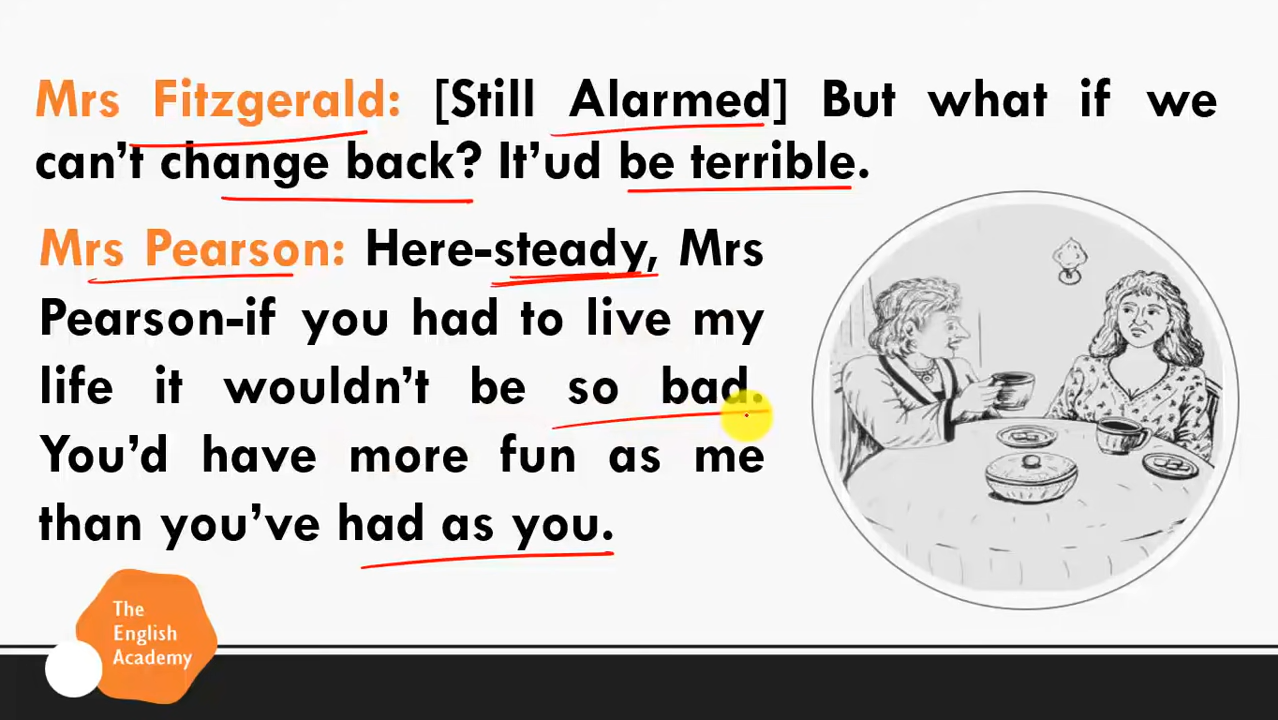 Mrs Fitzgerald: [Still Alarmed] But what if we
can't change back? It'ud be terrible.
Mrs Pearson: Here-steady, Mrs
Pearson-if you had to live my
life it wouldn't be so bad.
You'd have more fun as me
than you've had as you.
The
English
Academy